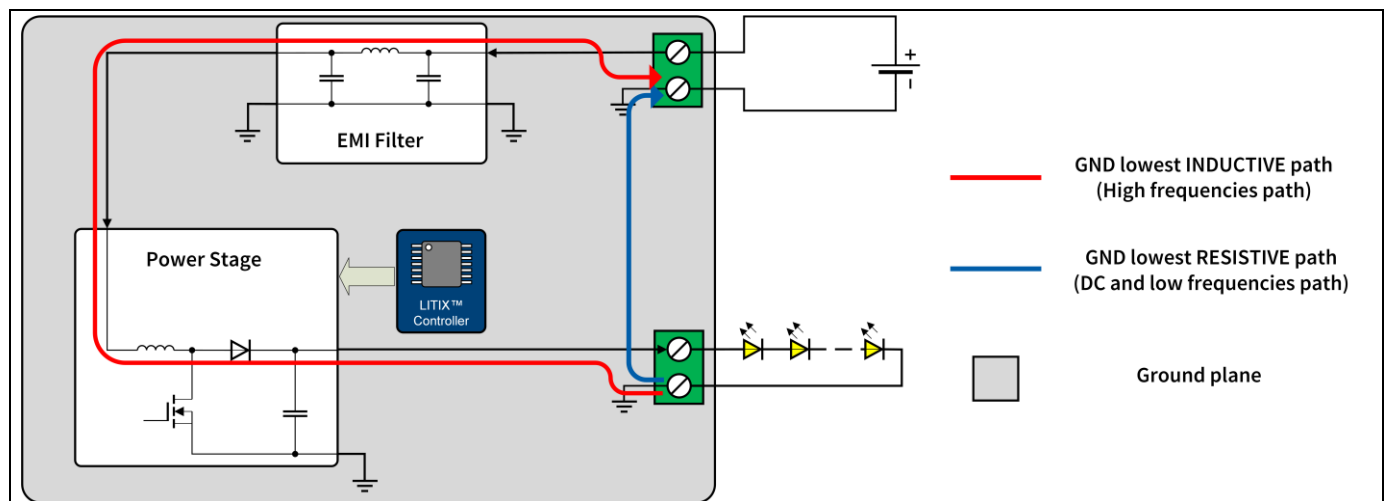 +
-
EMI Filter
GND lowest INDUCTIVE path
(High frequencies path)
Power Stage
GND lowest RESISTIVE path
(DC and low frequencies path)
LITIX™
Controller
Ground plane